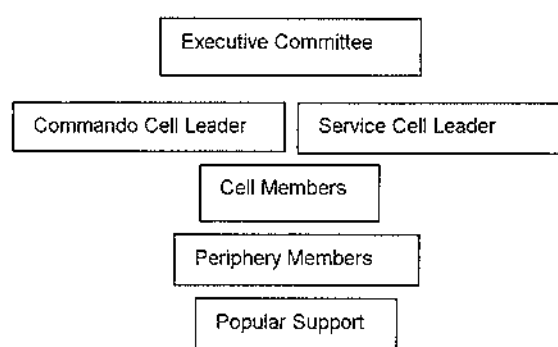 Executive Committee
Commando Cell Leader
Service Cell Leader
Cell Members
Periphery Members
Popular Support